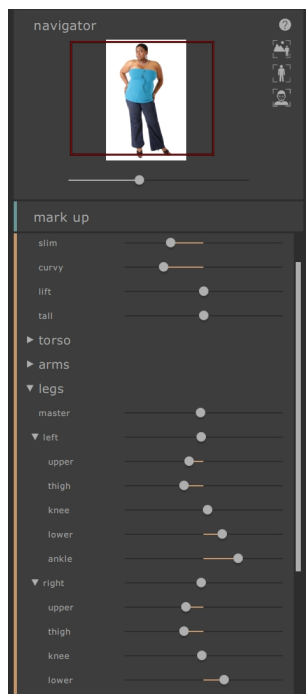 navigator
?
mark up
slim
curvy
lift
tall
torso
arms
legs
master
left
upper
thigh
knee
lower
ankle
right
upper
thigh
knee
lower